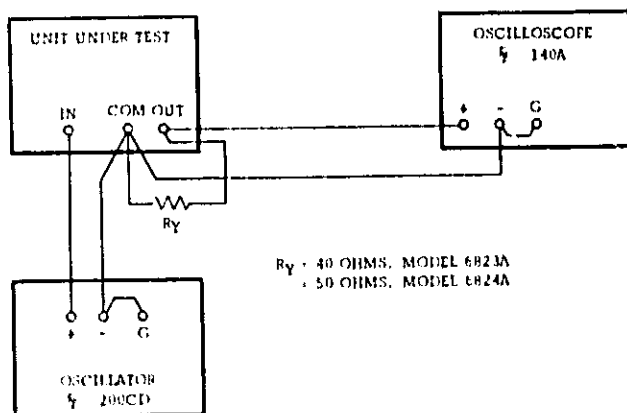 UNIT UNDER TEST
IN
COM OUT
OSCILLOSCOPE
140A
+ - G
RY
RY = 40 OHMS, MODEL 6823A
= 50 OHMS, MODEL 6824A
+ - G
OSCILLATOR
200CD